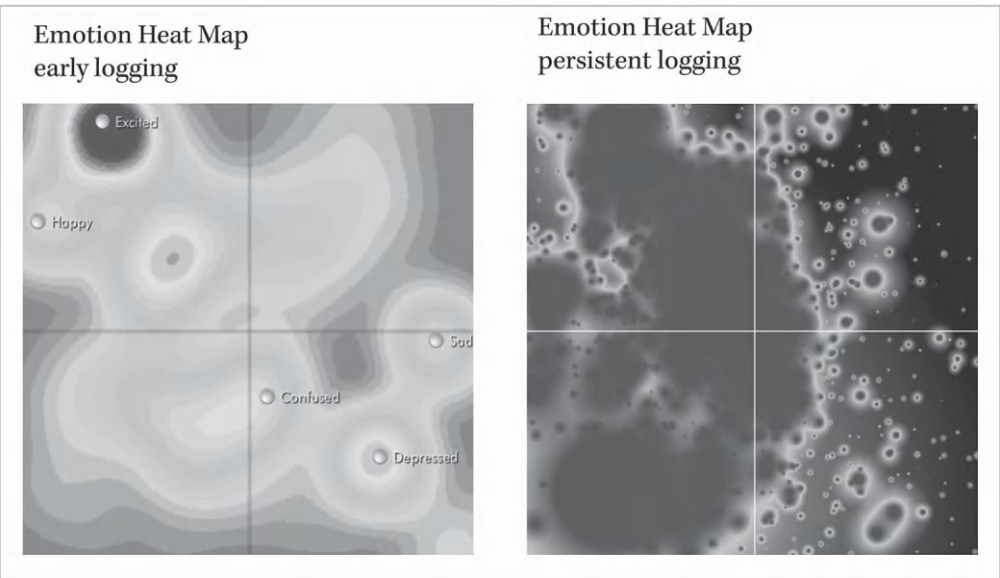 Emotion Heat Map
early logging
Emotion Heat Map
persistent logging
Excited
Happy
Sad
Confused
Depressed